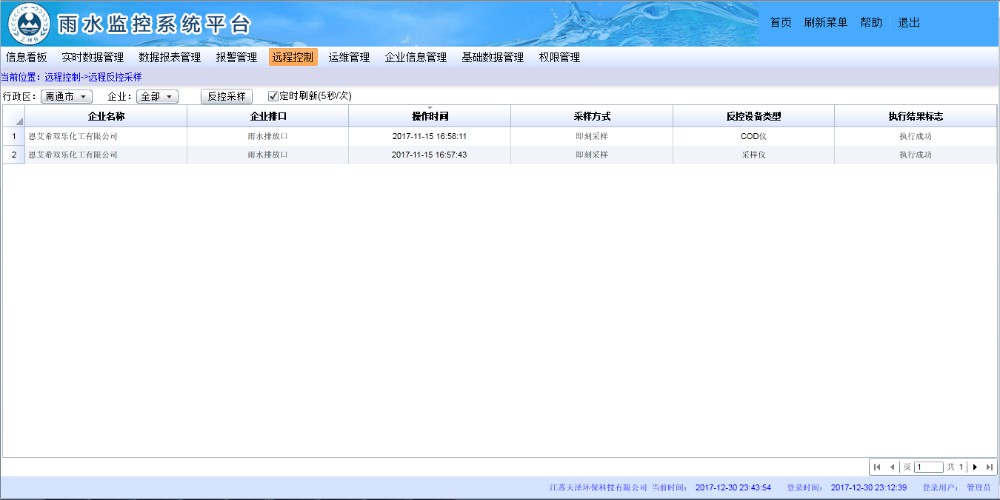 雨水监控系统平台
ZHB
首页 刷新菜单 帮助 退出
信息看板 实时数据管理 数据报表管理 报警管理 远程控制 运维管理 企业信息管理 基础数据管理 权限管理
当前位置：远程控制->远程反控采样
行政区： 南通市 企业： 全部 反控采样 定时刷新(5秒/次)
企业名称 企业排口 操作时间 采样方式 反控设备类型 执行结果标志
1 恩艾希双乐化工有限公司 雨水排放口 2017-11-15 16:58:11 即刻采样 COD仪 执行成功
2 恩艾希双乐化工有限公司 雨水排放口 2017-11-15 16:57:43 即刻采样 采样仪 执行成功
页 1 共 1
江苏天泽环保科技有限公司 当前时间： 2017-12-30 23:43:54 登录时间： 2017-12-30 23:12:39 登录用户： 管理员